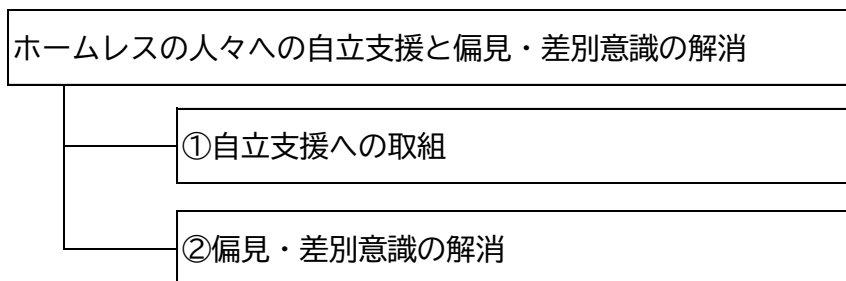 ホームレスの人々への自立支援と偏見・差別意識の解消
①自立支援への取組
②偏見・差別意識の解消